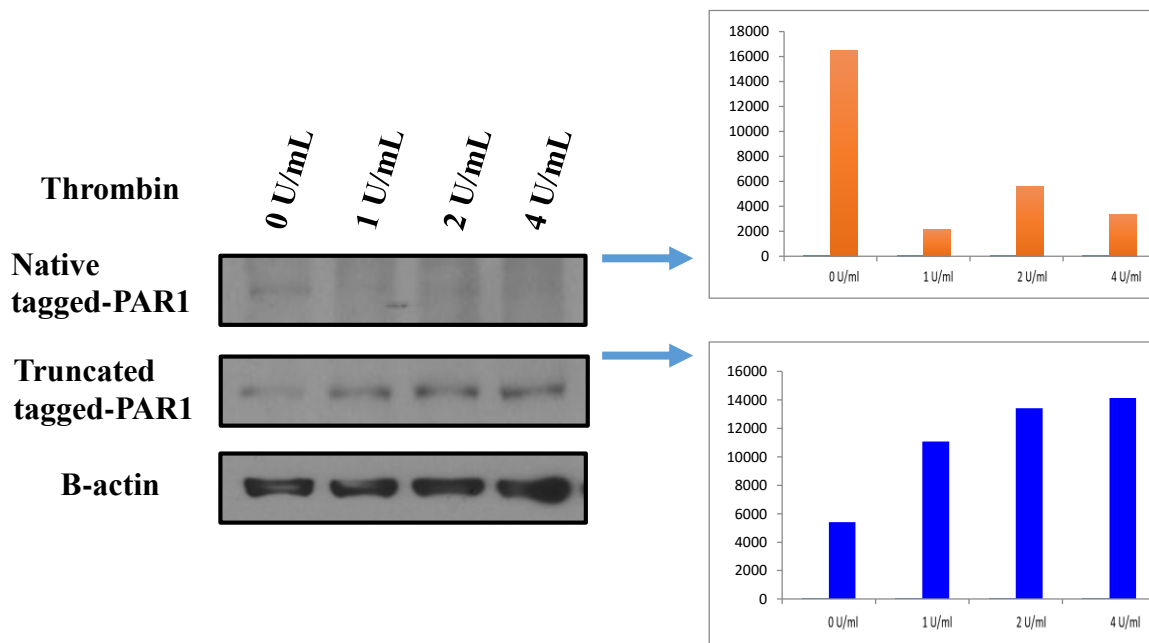 Thrombin
0 U/mL
1 U/mL
2 U/mL
4 U/mL
Native
tagged-PAR1
Truncated
tagged-PAR1
B-actin
18000
16000
14000
12000
10000
8000
6000
4000
2000
0
0 U/ml 1 U/ml 2 U/ml 4 U/ml
16000
14000
12000
10000
8000
6000
4000
2000
0
0 U/ml 1 U/ml 2 U/ml 4 U/ml